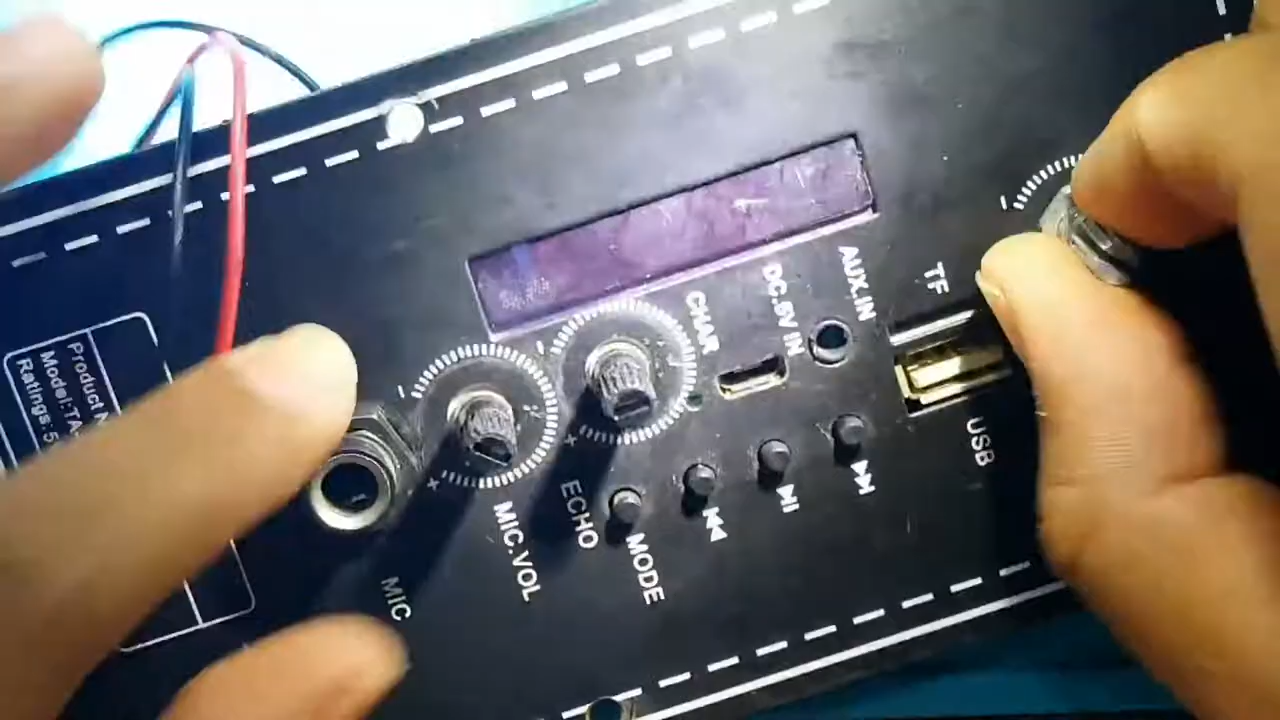 Product
Model:TA-
Ratings:5
MIC
MIC.VOL
ECHO
MODE
CHAR
DC.5V IN
AUX.IN
TF
USB